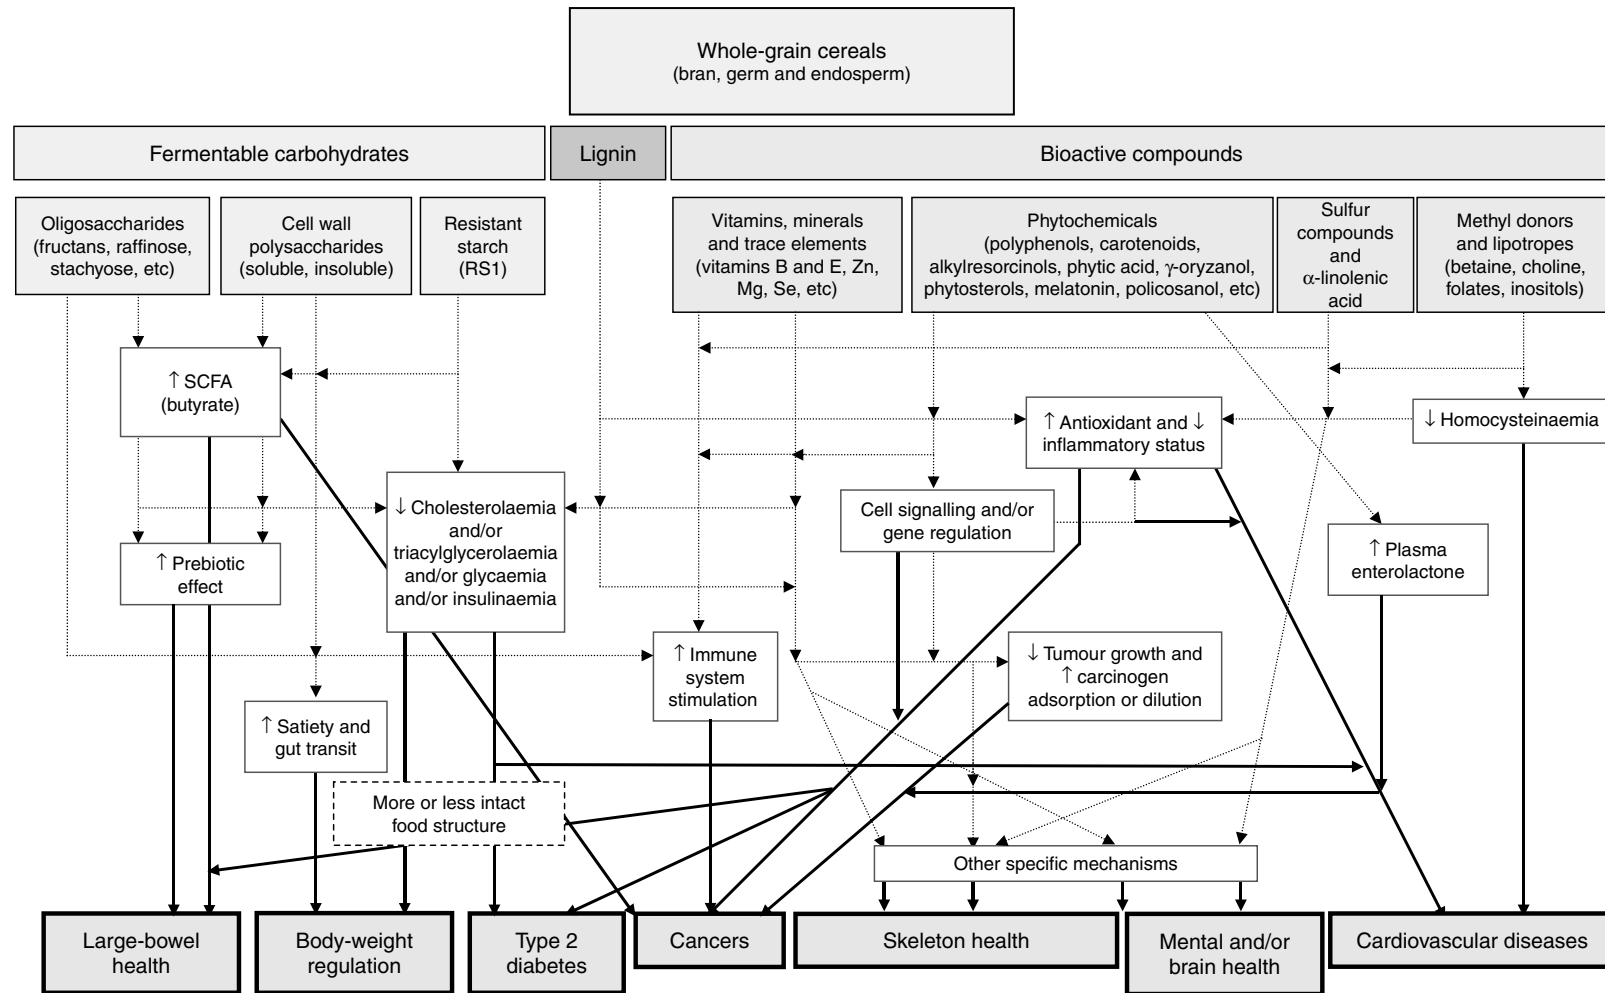 Whole-grain cereals
(bran, germ and endosperm)
Fermentable carbohydrates
Lignin
Bioactive compounds
Oligosaccharides
(fructans, raffinose,
stachyose, etc)
Cell wall
polysaccharides
(soluble, insoluble)
Resistant
starch
(RS1)
Vitamins, minerals
and trace elements
(vitamins B and E, Zn,
Mg, Se, etc)
Phytochemicals
(polyphenols, carotenoids,
alkylresorcinols, phytic acid, γ-oryzanol,
phytosterols, melatonin, policosanol, etc)
Sulfur
compounds
and
α-linolenic
acid
Methyl donors
and lipotropes
(betaine, choline,
folates, inositols)
↑ SCFA
(butyrate)
↑ Antioxidant and ↓
inflammatory status
↓ Homocysteinaemia
↓ Cholesterolaemia
and/or
triacylglycerolaemia
and/or glycaemia
and/or insulinaemia
Cell signalling and/or
gene regulation
↑ Prebiotic
effect
↑ Plasma
enterolactone
↑ Immune
system
stimulation
↓ Tumour growth and
↑ carcinogen
adsorption or dilution
↑ Satiety and
gut transit
More or less intact
food structure
Other specific mechanisms
Large-bowel
health
Body-weight
regulation
Type 2
diabetes
Cancers
Skeleton health
Mental and/or
brain health
Cardiovascular diseases